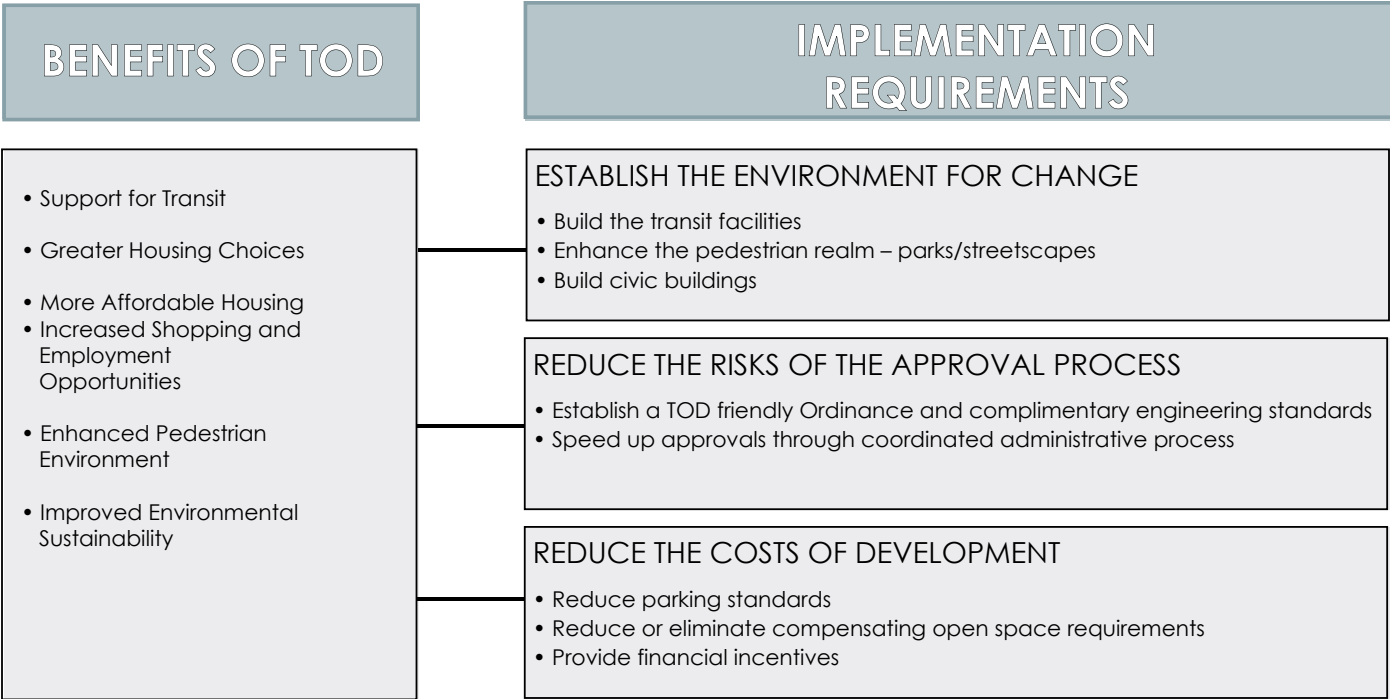 BENEFITS OF TOD
• Support for Transit
• Greater Housing Choices
• More Affordable Housing
• Increased Shopping and
Employment
Opportunities
• Enhanced Pedestrian
Environment
• Improved Environmental
Sustainability
IMPLEMENTATION
REQUIREMENTS
ESTABLISH THE ENVIRONMENT FOR CHANGE
• Build the transit facilities
• Enhance the pedestrian realm – parks/streetscapes
• Build civic buildings
REDUCE THE RISKS OF THE APPROVAL PROCESS
• Establish a TOD friendly Ordinance and complimentary engineering standards
• Speed up approvals through coordinated administrative process
REDUCE THE COSTS OF DEVELOPMENT
• Reduce parking standards
• Reduce or eliminate compensating open space requirements
• Provide financial incentives